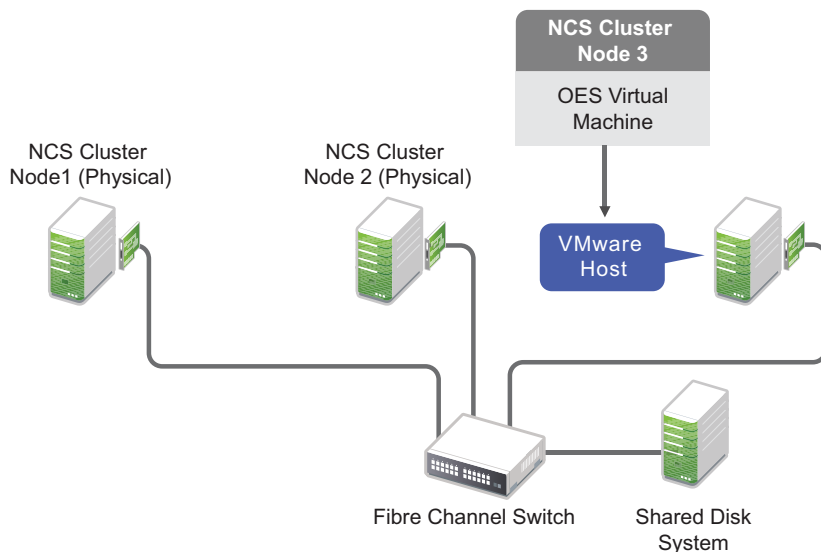 NCS Cluster
Node 3
OES Virtual
Machine
NCS Cluster
Node1 (Physical)
NCS Cluster
Node 2 (Physical)
VMware
Host
Fibre Channel Switch
Shared Disk
System